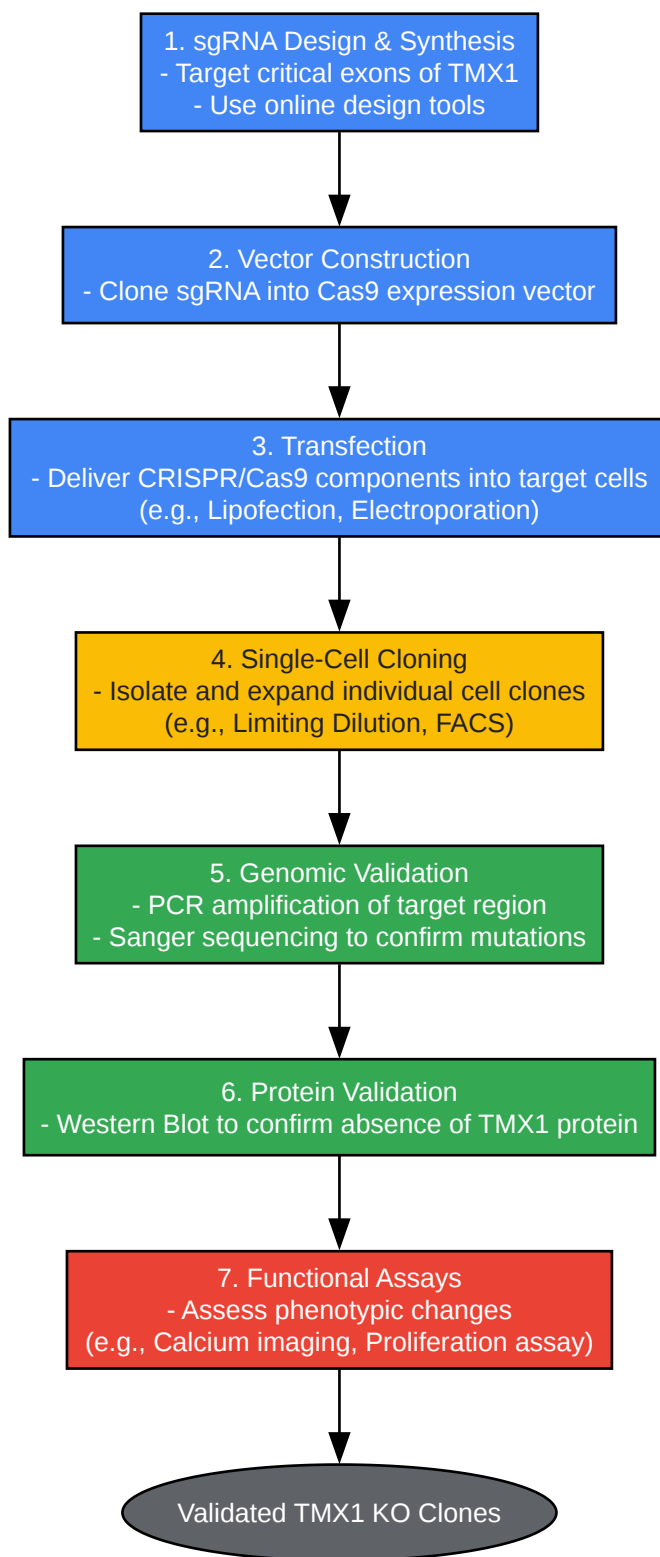 1. sgRNA Design & Synthesis
- Target critical exons of TMX1
- Use online design tools
2. Vector Construction
- Clone sgRNA into Cas9 expression vector
3. Transfection
- Deliver CRISPR/Cas9 components into target cells
(e.g., Lipofection, Electroporation)
4. Single-Cell Cloning
- Isolate and expand individual cell clones
(e.g., Limiting Dilution, FACS)
5. Genomic Validation
- PCR amplification of target region
- Sanger sequencing to confirm mutations
6. Protein Validation
- Western Blot to confirm absence of TMX1 protein
7. Functional Assays
- Assess phenotypic changes
(e.g., Calcium imaging, Proliferation assay)
Validated TMX1 KO Clones